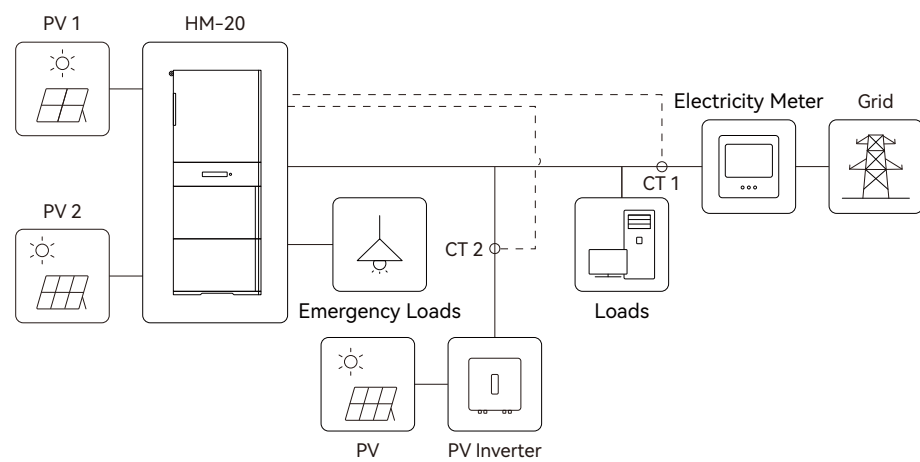 PV 1
HM-20
Electricity Meter
Grid
CT 1
PV 2
CT 2
Emergency Loads
Loads
PV
PV Inverter